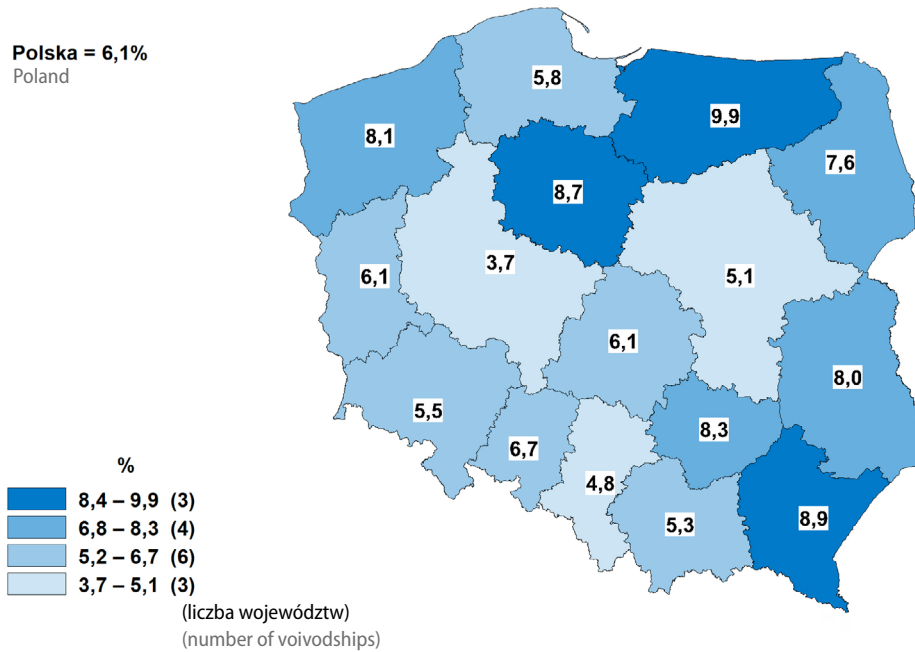 Polska = 6,1%
Poland
5,8
9,9
8,1
7,6
8,7
3,7
5,1
6,1
6,1
8,0
5,5
8,3
6,7
4,8
5,3
8,9
%
8,4 – 9,9 (3)
6,8 – 8,3 (4)
5,2 – 6,7 (6)
3,7 – 5,1 (3)
(liczba województw)
(number of voivodships)